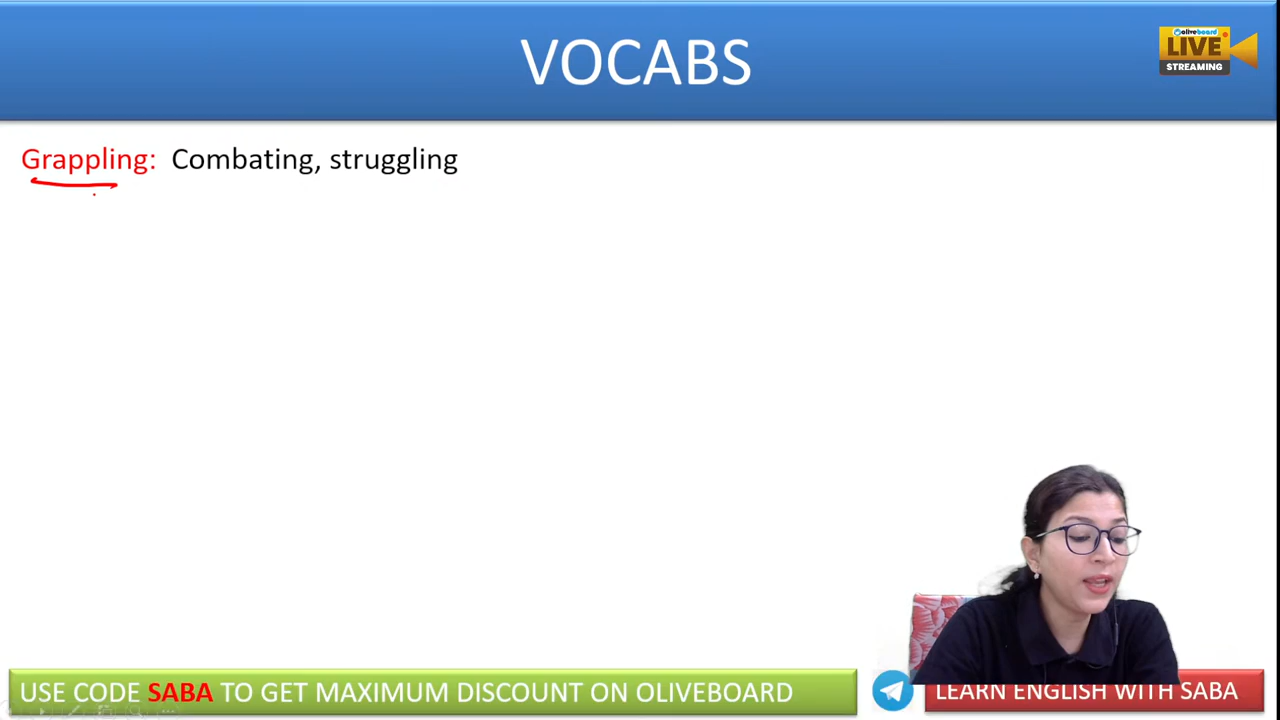 VOCABS
oliveboard
LIVE
STREAMING
Grappling: Combating, struggling
USE CODE SABA TO GET MAXIMUM DISCOUNT ON OLIVEBOARD
LEARN ENGLISH WITH SABA